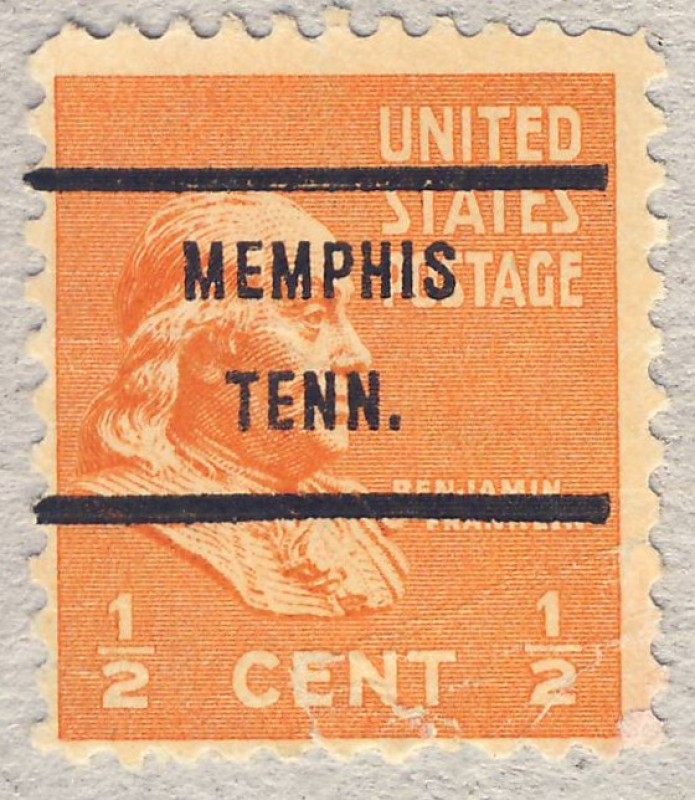 UNITED
STATES
POSTAGE
MEMPHIS
TENN.
BENJAMIN
FRANKLIN
1/2 CENT 1/2